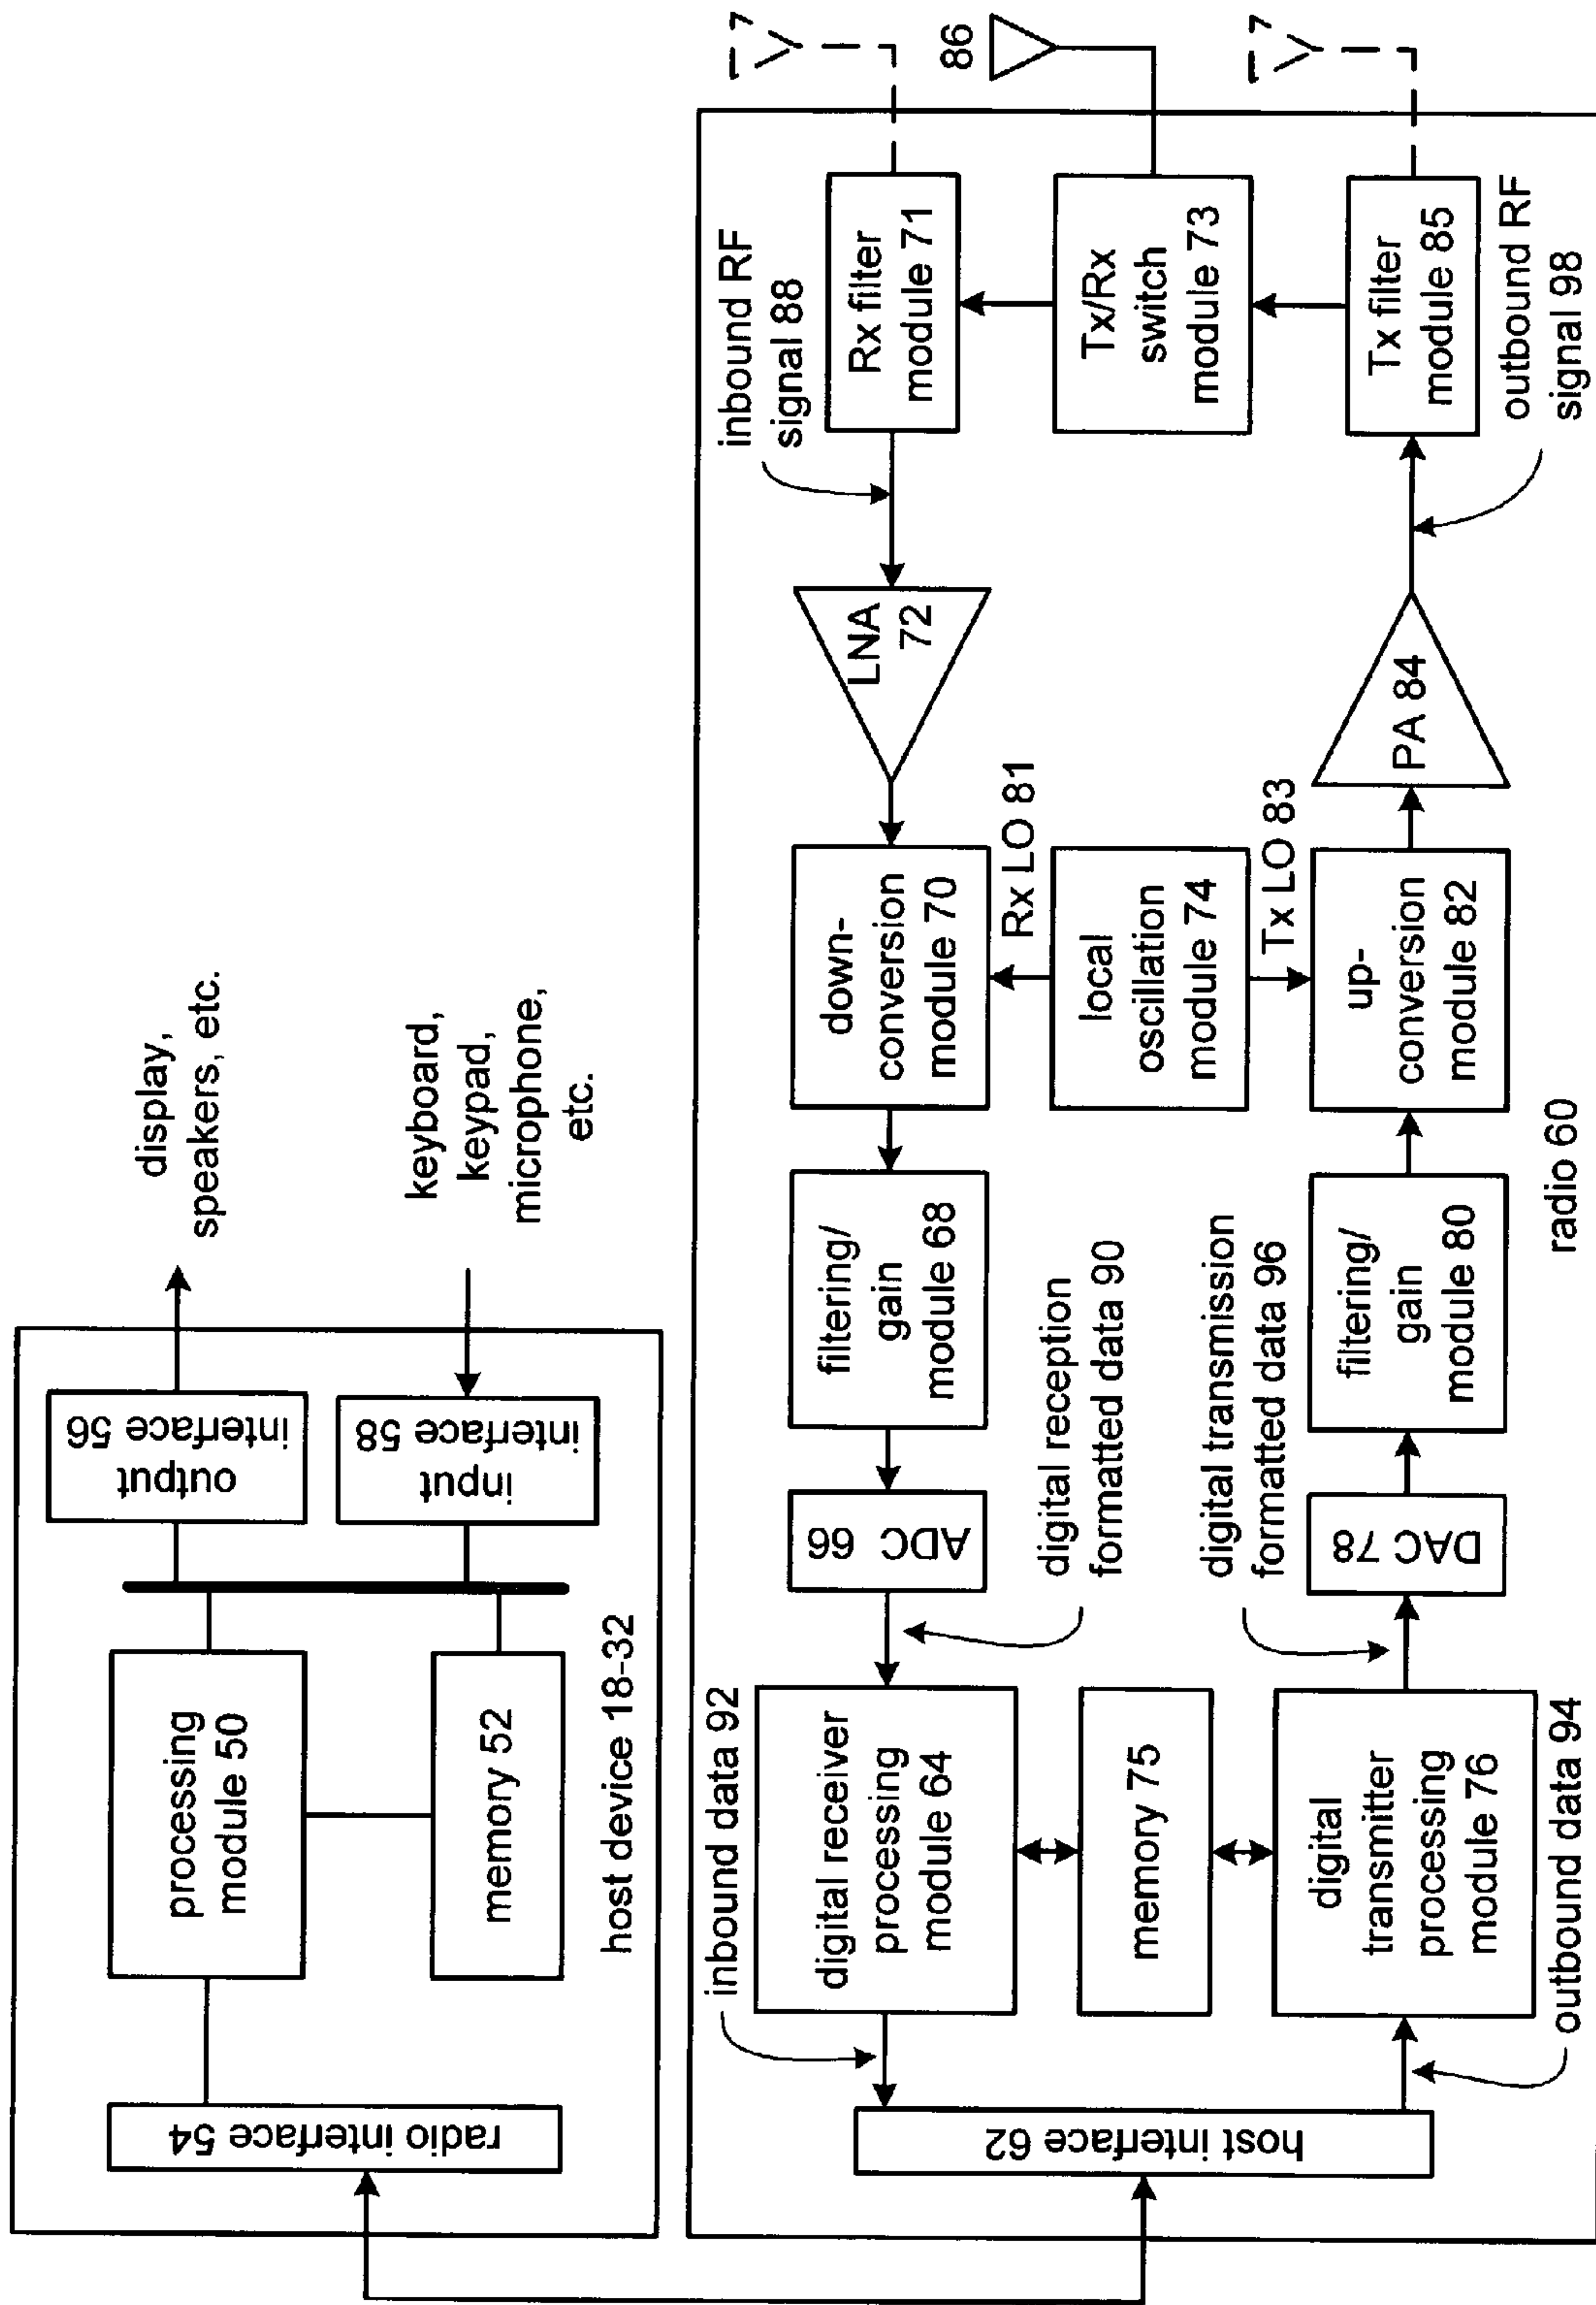 display,
speakers, etc.
keyboard,
keypad,
microphone,
etc.
output
interface 56
input
interface 58
processing
module 50
memory 52
radio interface 54
host device 18-32
86
inbound RF
signal 88
Rx filter
module 71
Tx/Rx
switch
module 73
Tx filter
module 85
outbound RF
signal 98
LNA
72
PA 84
down-
conversion
module 70
Rx LO 81
local
oscillation
module 74
Tx LO 83
up-
conversion
module 82
filtering/
gain
module 68
filtering/
gain
module 80
radio 60
ADC 66
digital reception
formatted data 90
digital transmission
formatted data 96
DAC 78
inbound data 92
digital receiver
processing
module 64
memory 75
digital
transmitter
processing
module 76
outbound data 94
host interface 62